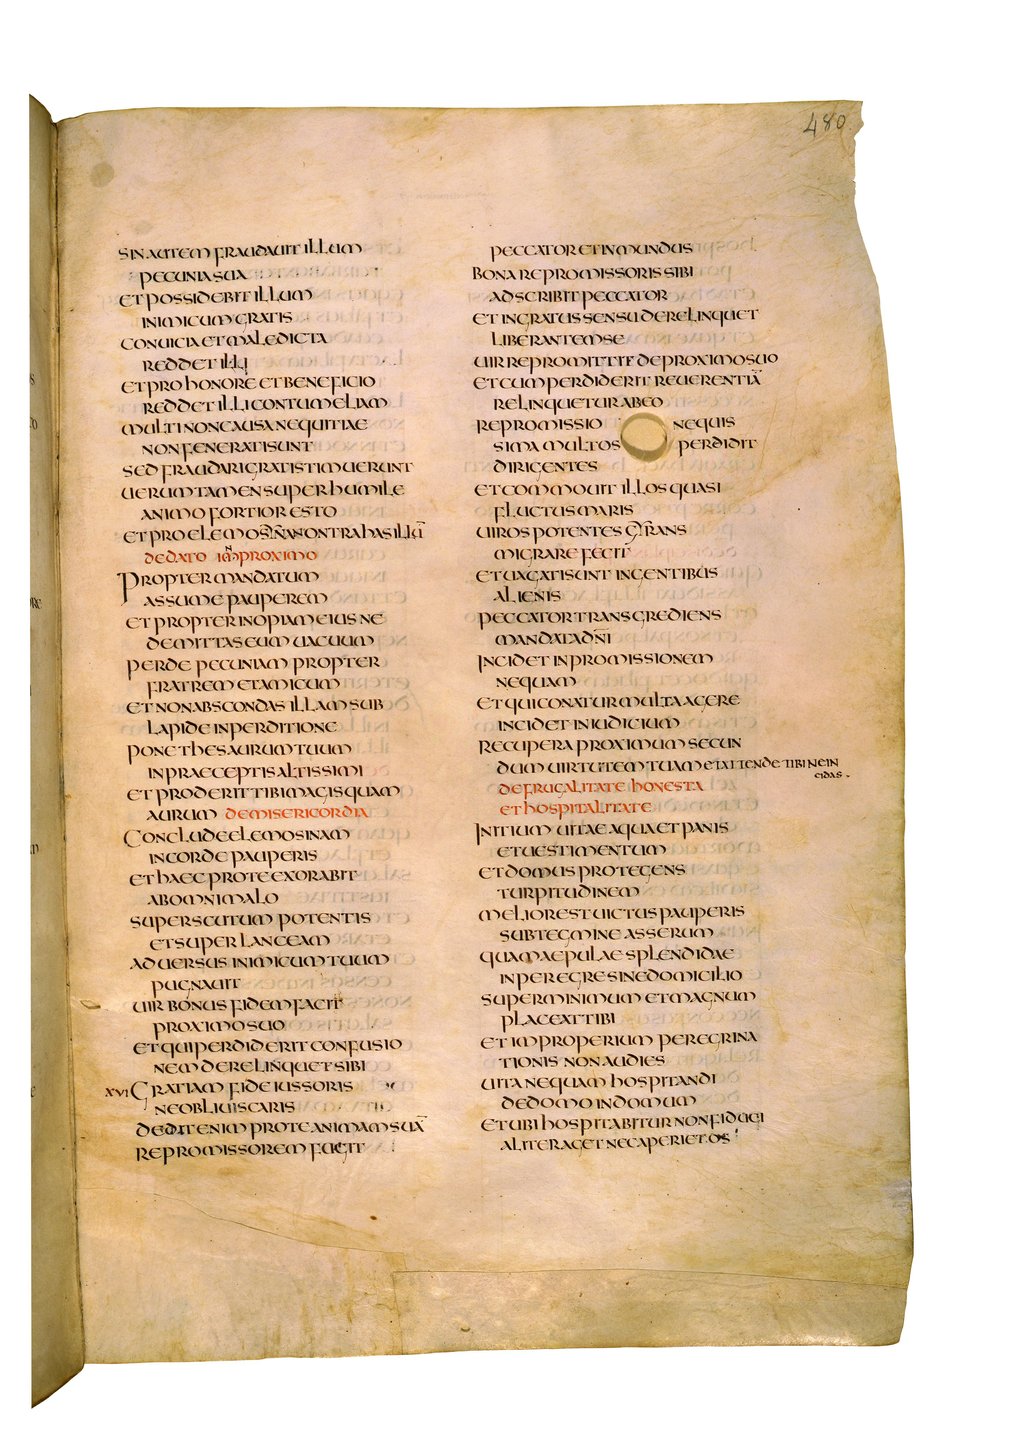 480
SIN AUTEM FRAUDAUIT ILLUM
PECUNIA SUA
ET POSSIDEBIT ILLUM
INIMICUM GRATIS
CONUICIA ET MALEDICTA
REDDET ILLI
ET PRO HONORE ET BENEFICIO
REDDET ILLI CONTUMELIAM
MULTI NON CAUSA NEQUITIAE
NON FENERATI SUNT
SED FRAUDARI GRATIS TIMUERUNT
UERUMTAMEN SUPER HUMILE
ANIMO FORTIOR ESTO
ET PRO ELEMOSINA NON TRAHAS ILLŪ
DE DATO IN PROXIMO
PROPTER MANDATUM
ASSUME PAUPEREM
ET PROPTER INOPIAM EIUS NE
DEMITTAS EUM UACUUM
PERDE PECUNIAM PROPTER
FRATREM ET AMICUM
ET NON ABSCONDAS ILLAM SUB
LAPIDE IN PERDITIONE
PONE THESAURUM TUUM
IN PRAECEPTIS ALTISSIMI
ET PRODERIT TIBI MAGIS QUAM
AURUM DE MISERICORDIA
CONCLUDE ELEMOSINAM
IN CORDE PAUPERIS
ET HAEC PRO TE EXORABIT
AB OMNI MALO
SUPER SCUTUM POTENTIS
ET SUPER LANCEAM
ADUERSUS INIMICUM TUUM
PUGNAUIT
UIR BONUS FIDEM FACIT
PROXIMO SUO
ET QUI PERDIDERIT CONFUSIO
NEM DERELINQUET SIBI
XVI GRATIAM FIDEIUSSORIS
NE OBLIUISCARIS
DEDIT ENIM PRO TE ANIMAM SUĀ
REPROMISSOREM FUGIT
PECCATOR ET INMUNDUS
BONA REPROMISSORIS SIBI
ADSCRIBIT PECCATOR
ET INGRATUS SENSU DERELINQUET
LIBERANTEM SE
UIR REPROMITTIT DE PROXIMO SUO
ET CUM PERDIDERIT REUERENTIĀ
RELINQUETUR AB EO
REPROMISSIO NEQUIS
SIMA MULTOS PERDIDIT
DIRIGENTES
ET COMMOUIT ILLOS QUASI
FLUCTUS MARIS
UIROS POTENTES GYRANS
MIGRARE FECIT
ET UAGATI SUNT IN GENTIBUS
ALIENIS
PECCATOR TRANSGREDIENS
MANDATA DN̄I
INCIDET IN PROMISSIONEM
NEQUAM
ET QUI CONATUR MULTA AGERE
INCIDET IN IUDICIUM
RECUPERA PROXIMUM SECUN
DUM UIRTUTEM TUAM ET ATTENDE TIBI NE IN
CIDAS
DE FRUGALITATE HONESTA
ET HOSPITALITATE
INITIUM UITAE AQUA ET PANIS
ET UESTIMENTUM
ET DOMUS PROTEGENS
TURPITUDINEM
MELIOR EST UICTUS PAUPERIS
SUB TEGMINE ASSERUM
QUAM AEPULAE SPLENDIDAE
IN PEREGRE SINE DOMICILIO
SUPER MINIMUM ET MAGNUM
PLACEAT TIBI
ET IMPROPERIUM PEREGRINA
TIONIS NON AUDIES
UITA NEQUAM HOSPITANDI
DE DOMO IN DOMUM
ET UBI HOSPITABITUR NON FIDUCI
ALITER AGET NEC APERIET OS